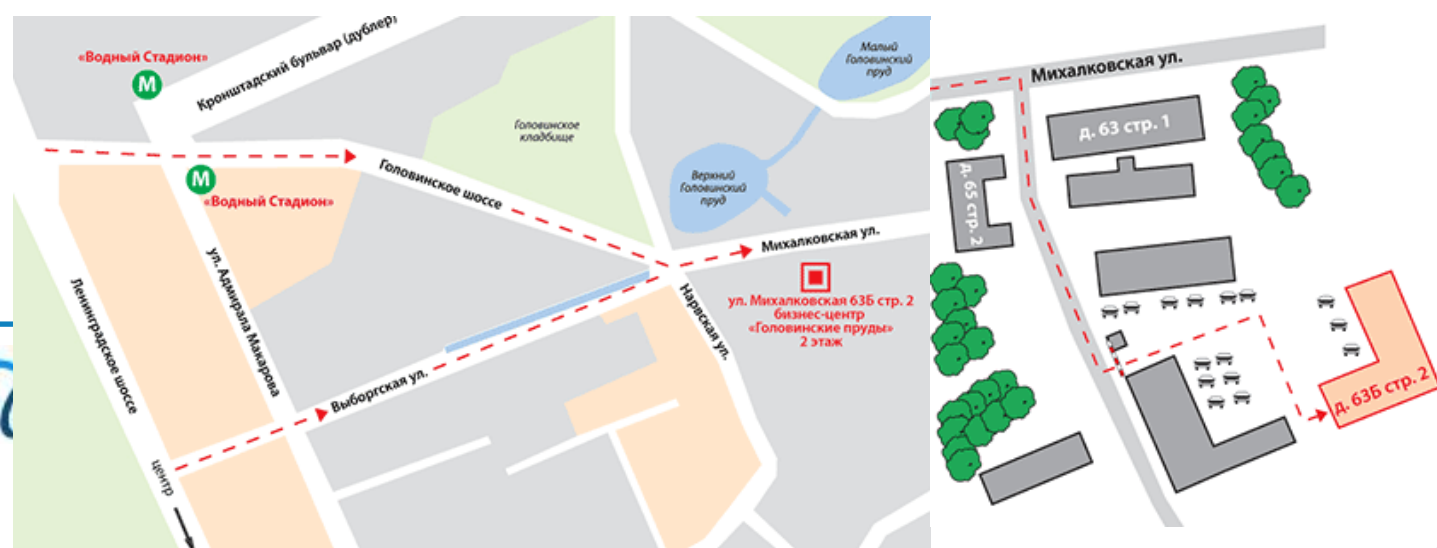 «Водный Стадион»
М
Кронштадский бульвар (дублер)
Малый
Головинский
пруд
Головинское
кладбище
М
«Водный Стадион»
Головинское шоссе
Верхний
Головинский
пруд
Михалковская ул.
ул. Михалковская 63Б стр. 2
бизнес-центр
«Головинские пруды»
2 этаж
Ленинградское шоссе
ул. Адмирала Макарова
Нарвская ул.
Выборгская ул.
центр
Михалковская ул.
д. 63 стр. 1
д. 65 стр. 2
д. 63Б стр. 2